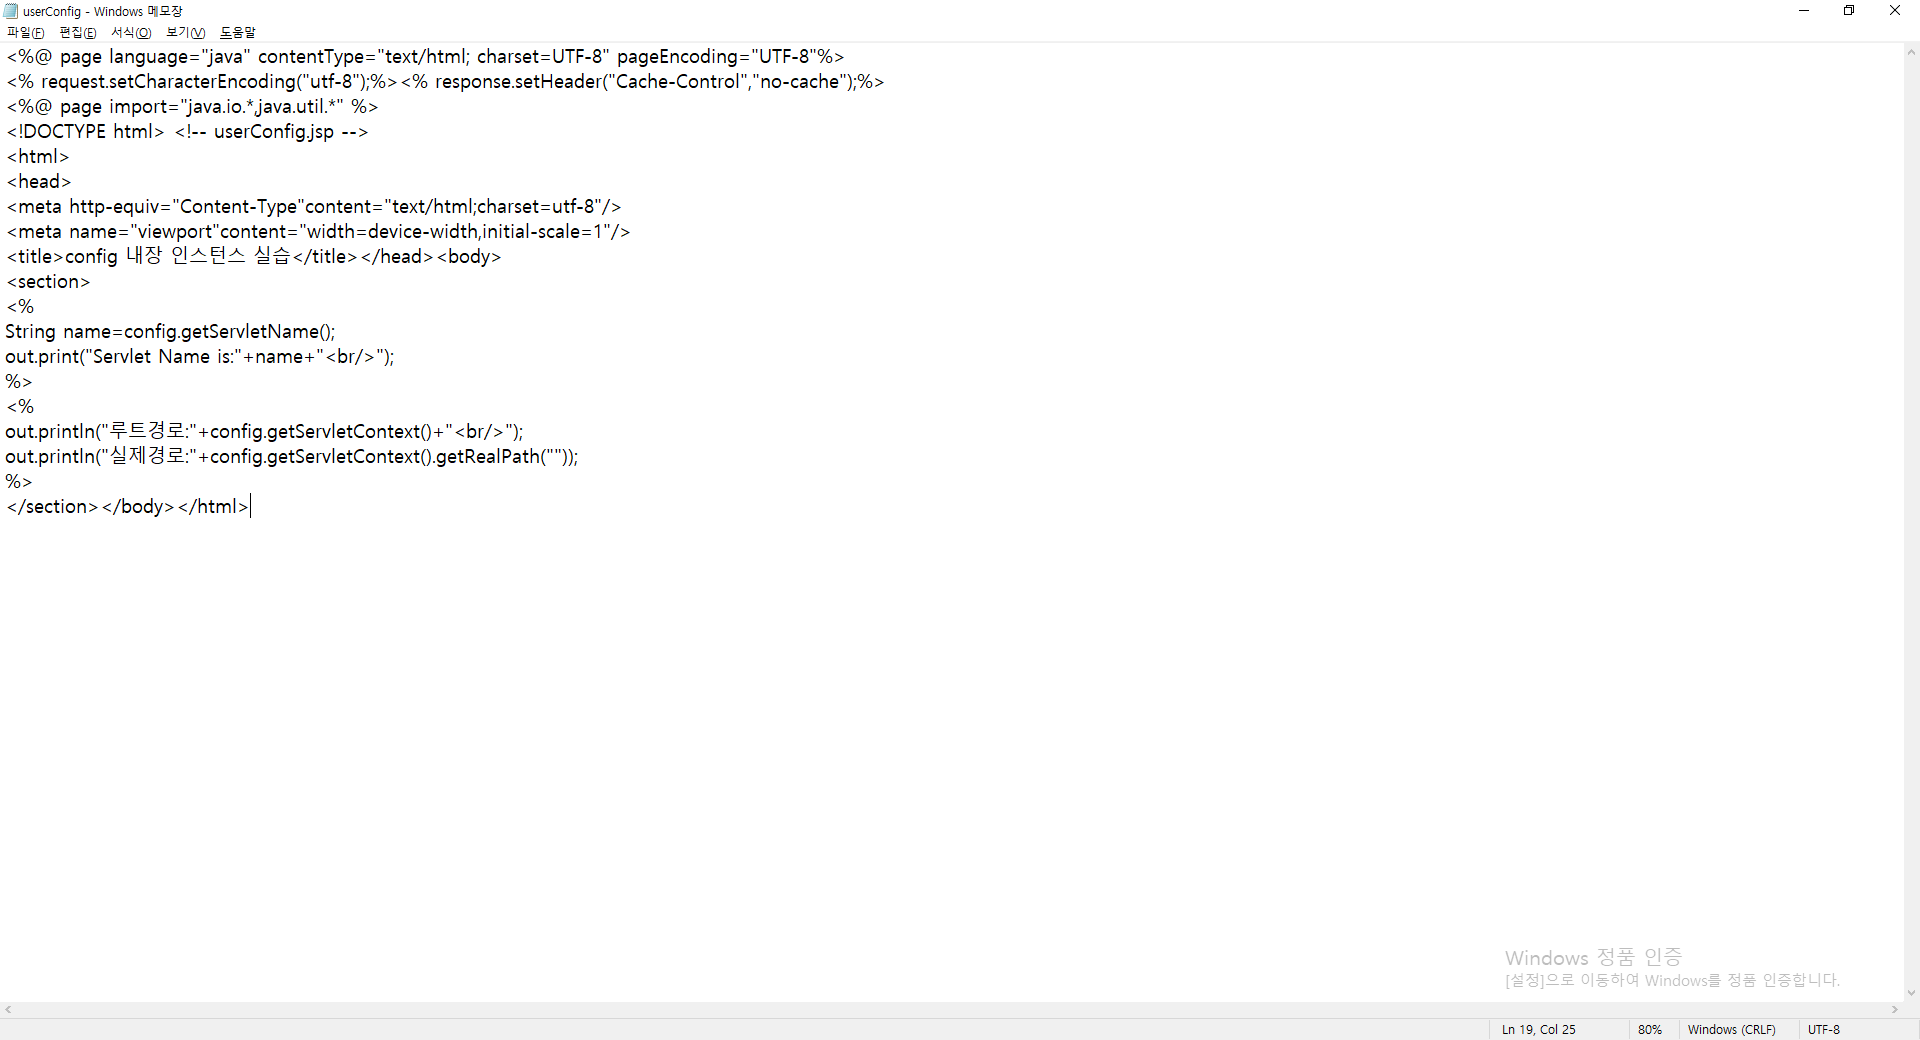 userConfig - Windows 메모장
파일(F) 편집(E) 서식(O) 보기(V) 도움말
<%@ page language="java" contentType="text/html; charset=UTF-8" pageEncoding="UTF-8"%>
<% request.setCharacterEncoding("utf-8");%><% response.setHeader("Cache-Control","no-cache");%>
<%@ page import="java.io.*,java.util.*" %>
<!DOCTYPE html> <!-- userConfig.jsp -->
<html>
<head>
<meta http-equiv="Content-Type"content="text/html;charset=utf-8"/>
<meta name="viewport"content="width=device-width,initial-scale=1"/>
<title>config 내장 인스턴스 실습</title></head><body>
<section>
<%
String name=config.getServletName();
out.print("Servlet Name is:"+name+"<br/>");
%>
<%
out.println("루트경로:"+config.getServletContext()+"<br/>");
out.println("실제경로:"+config.getServletContext().getRealPath(""));
%>
</section></body></html>
Windows 정품 인증
[설정]으로 이동하여 Windows를 정품 인증합니다.
Ln 19, Col 25 80% Windows (CRLF) UTF-8